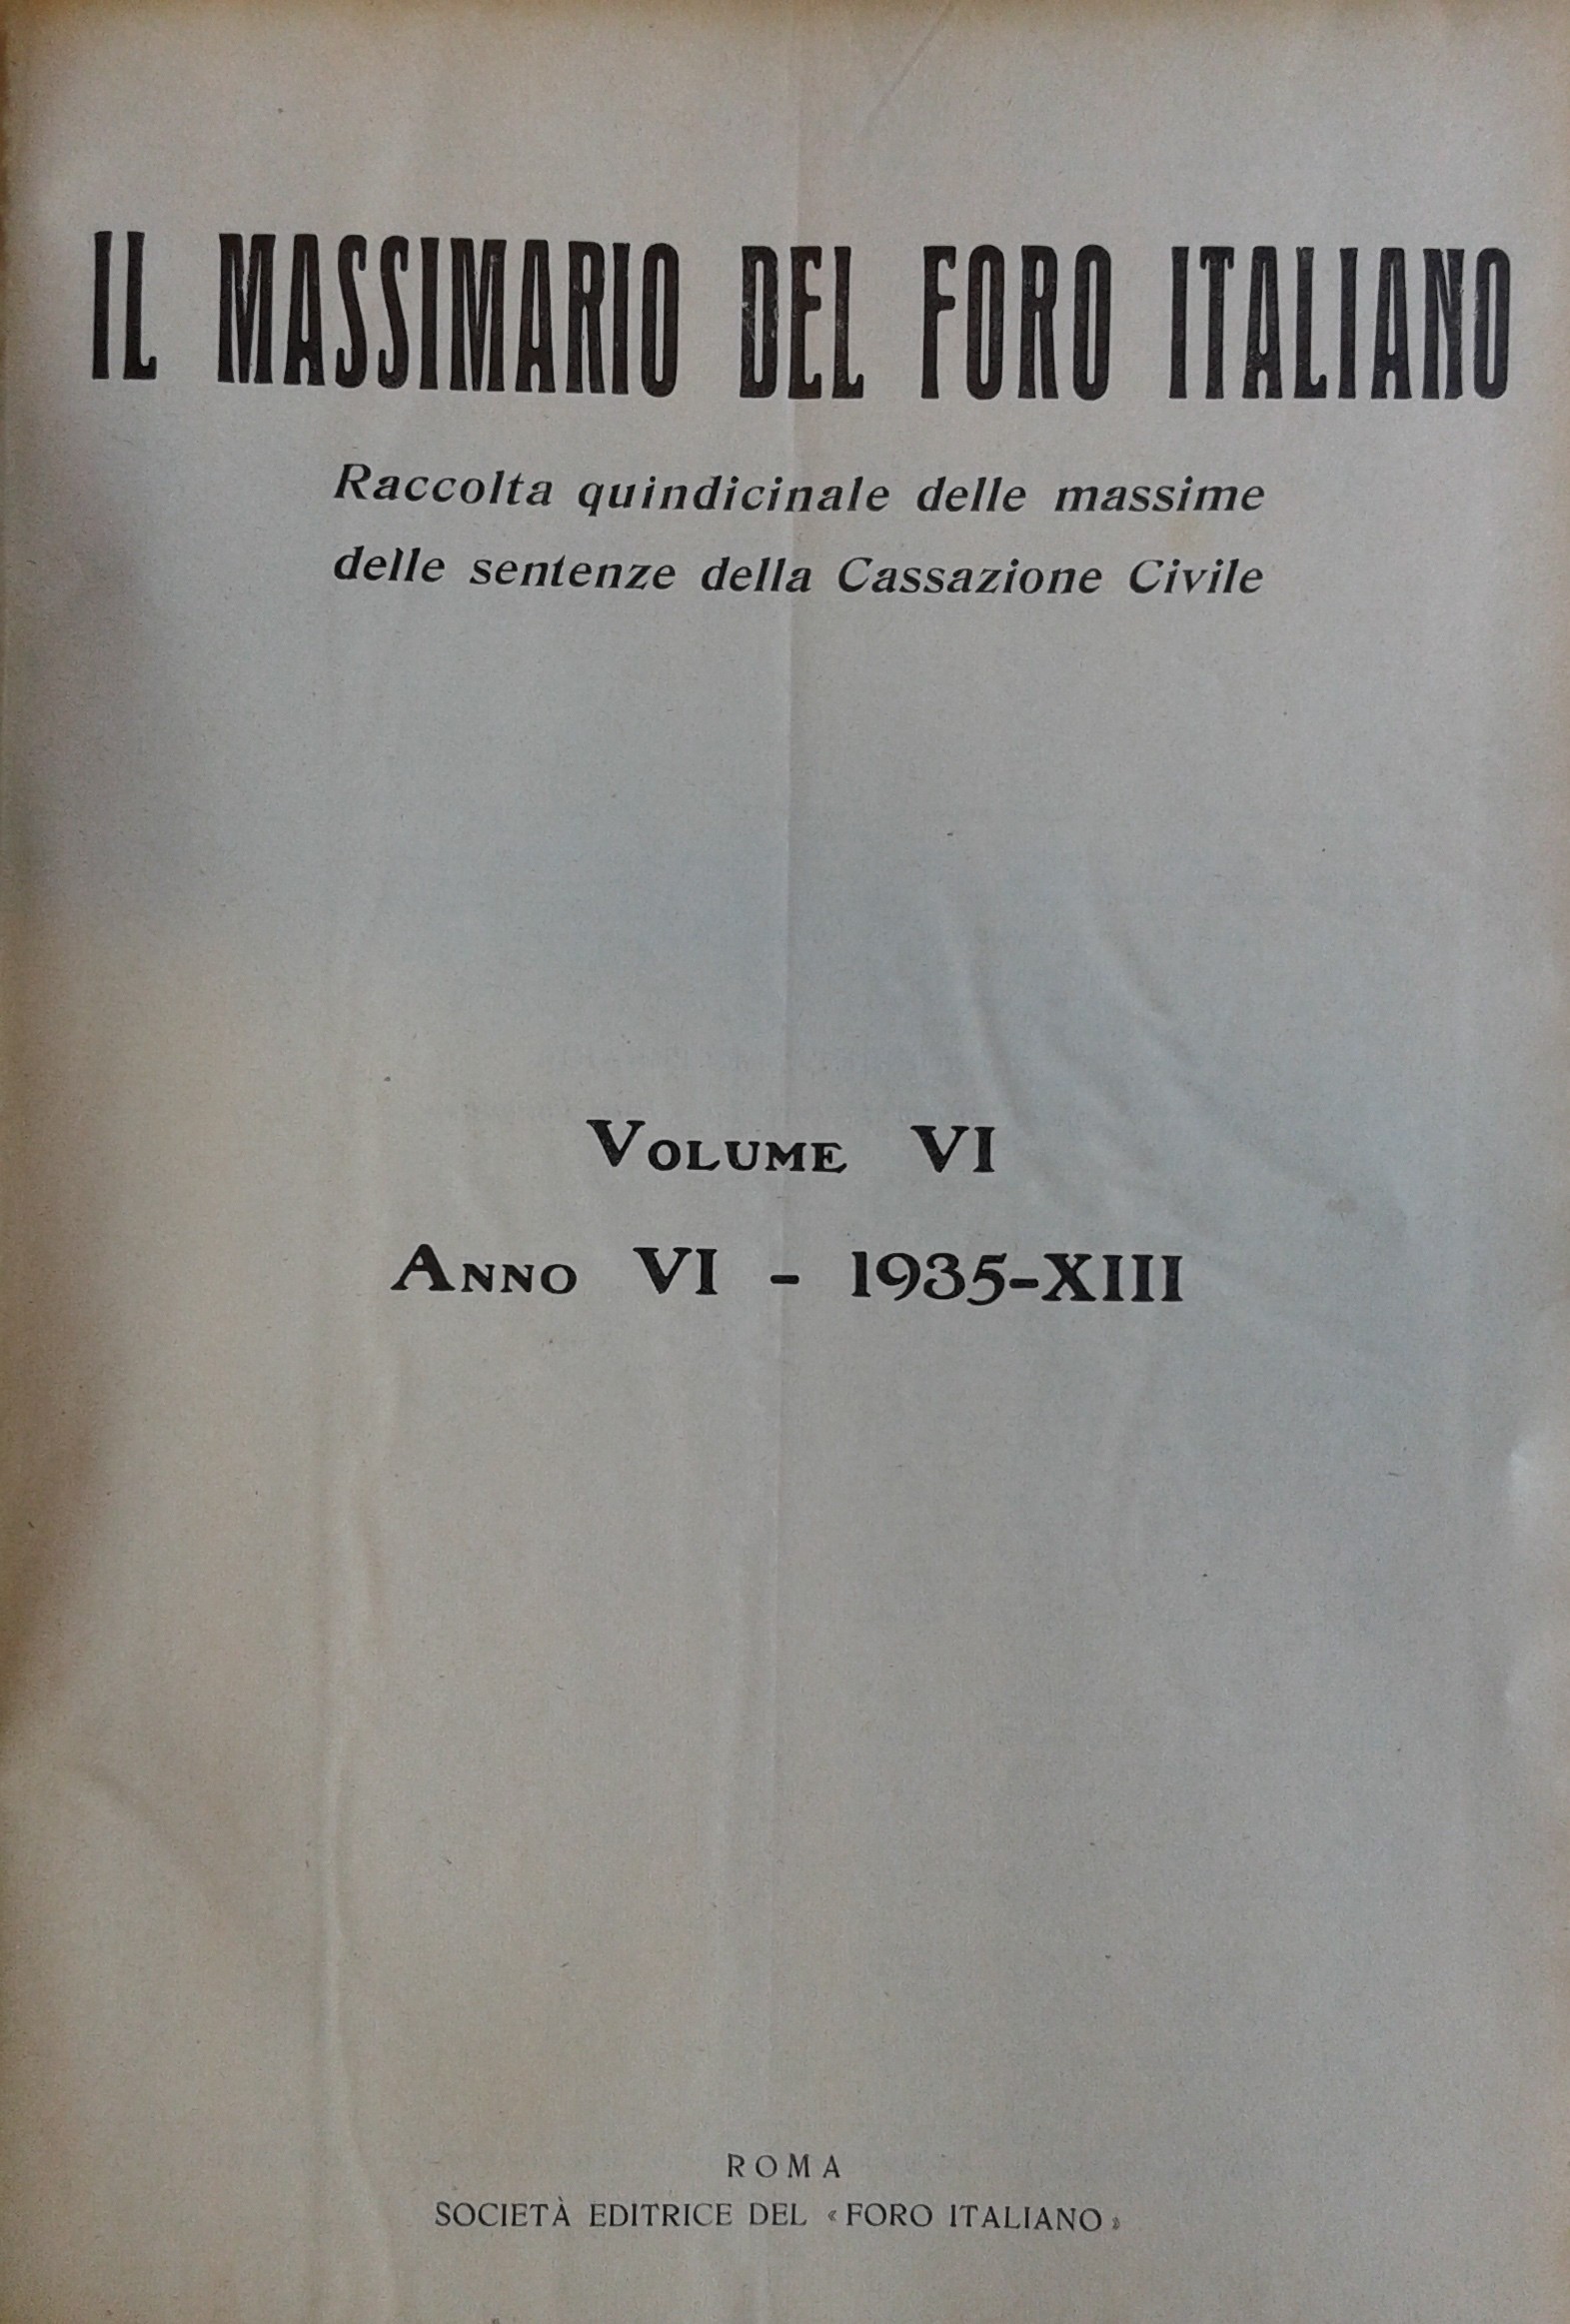 IL MASSIMARIO DEL FORO ITALIANO
Raccolta quindicinale delle massime
delle sentenze della Cassazione Civile
VOLUME VI
ANNO VI - 1935-XIII
ROMA
SOCIETÀ EDITRICE DEL «FORO ITALIANO»